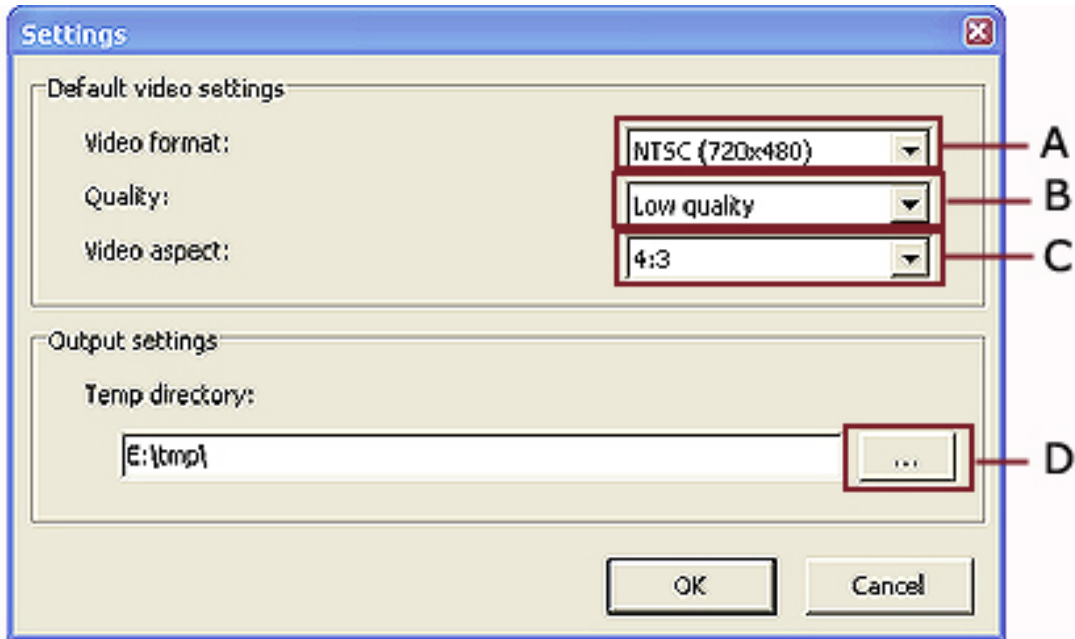 Settings
Default video settings
Video format: NTSC (720x480) A
Quality: Low quality B
Video aspect: 4:3 C
Output settings
Temp directory:
E:\tmp\ ... D
OK Cancel